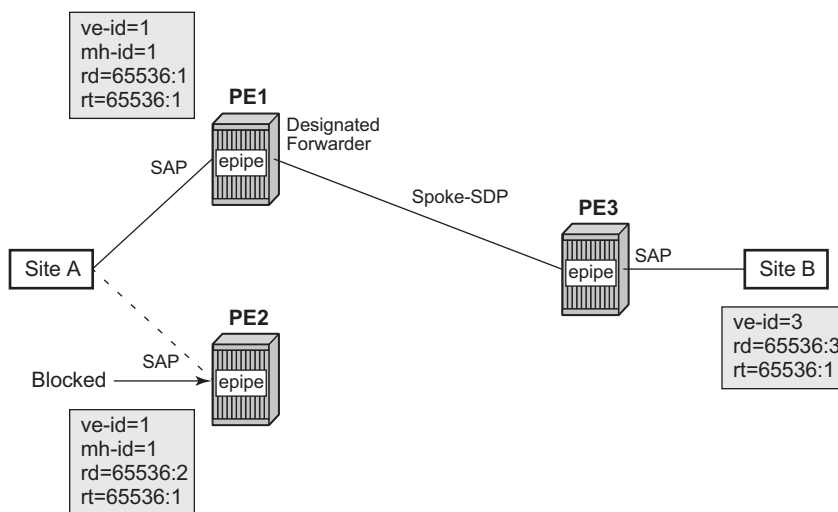 ve-id=1
mh-id=1
rd=65536:1
rt=65536:1
PE1
Designated
Forwarder
epipe
SAP
Spoke-SDP
PE3
epipe
SAP
Site A
Site B
PE2
SAP
epipe
Blocked
ve-id=3
rd=65536:3
rt=65536:1
ve-id=1
mh-id=1
rd=65536:2
rt=65536:1